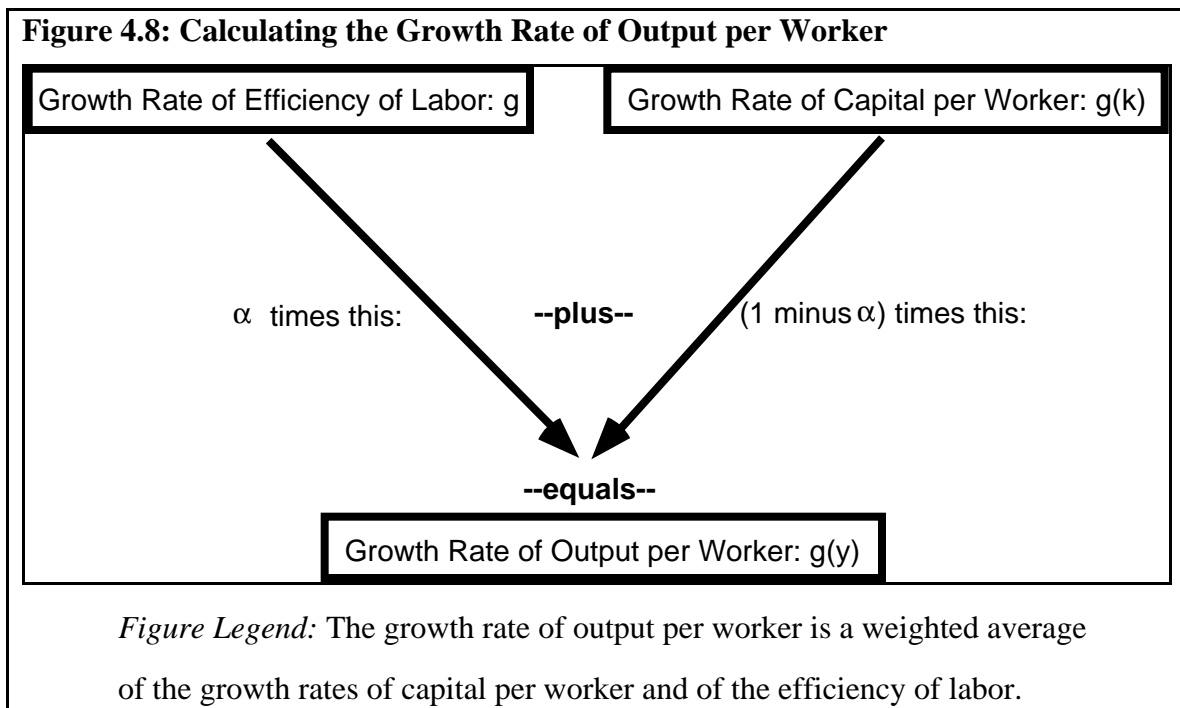 Figure 4.8: Calculating the Growth Rate of Output per Worker
Growth Rate of Efficiency of Labor: g
Growth Rate of Capital per Worker: g(k)
α times this:
--plus--
(1 minus α) times this:
--equals--
Growth Rate of Output per Worker: g(y)
Figure Legend: The growth rate of output per worker is a weighted average
of the growth rates of capital per worker and of the efficiency of labor.